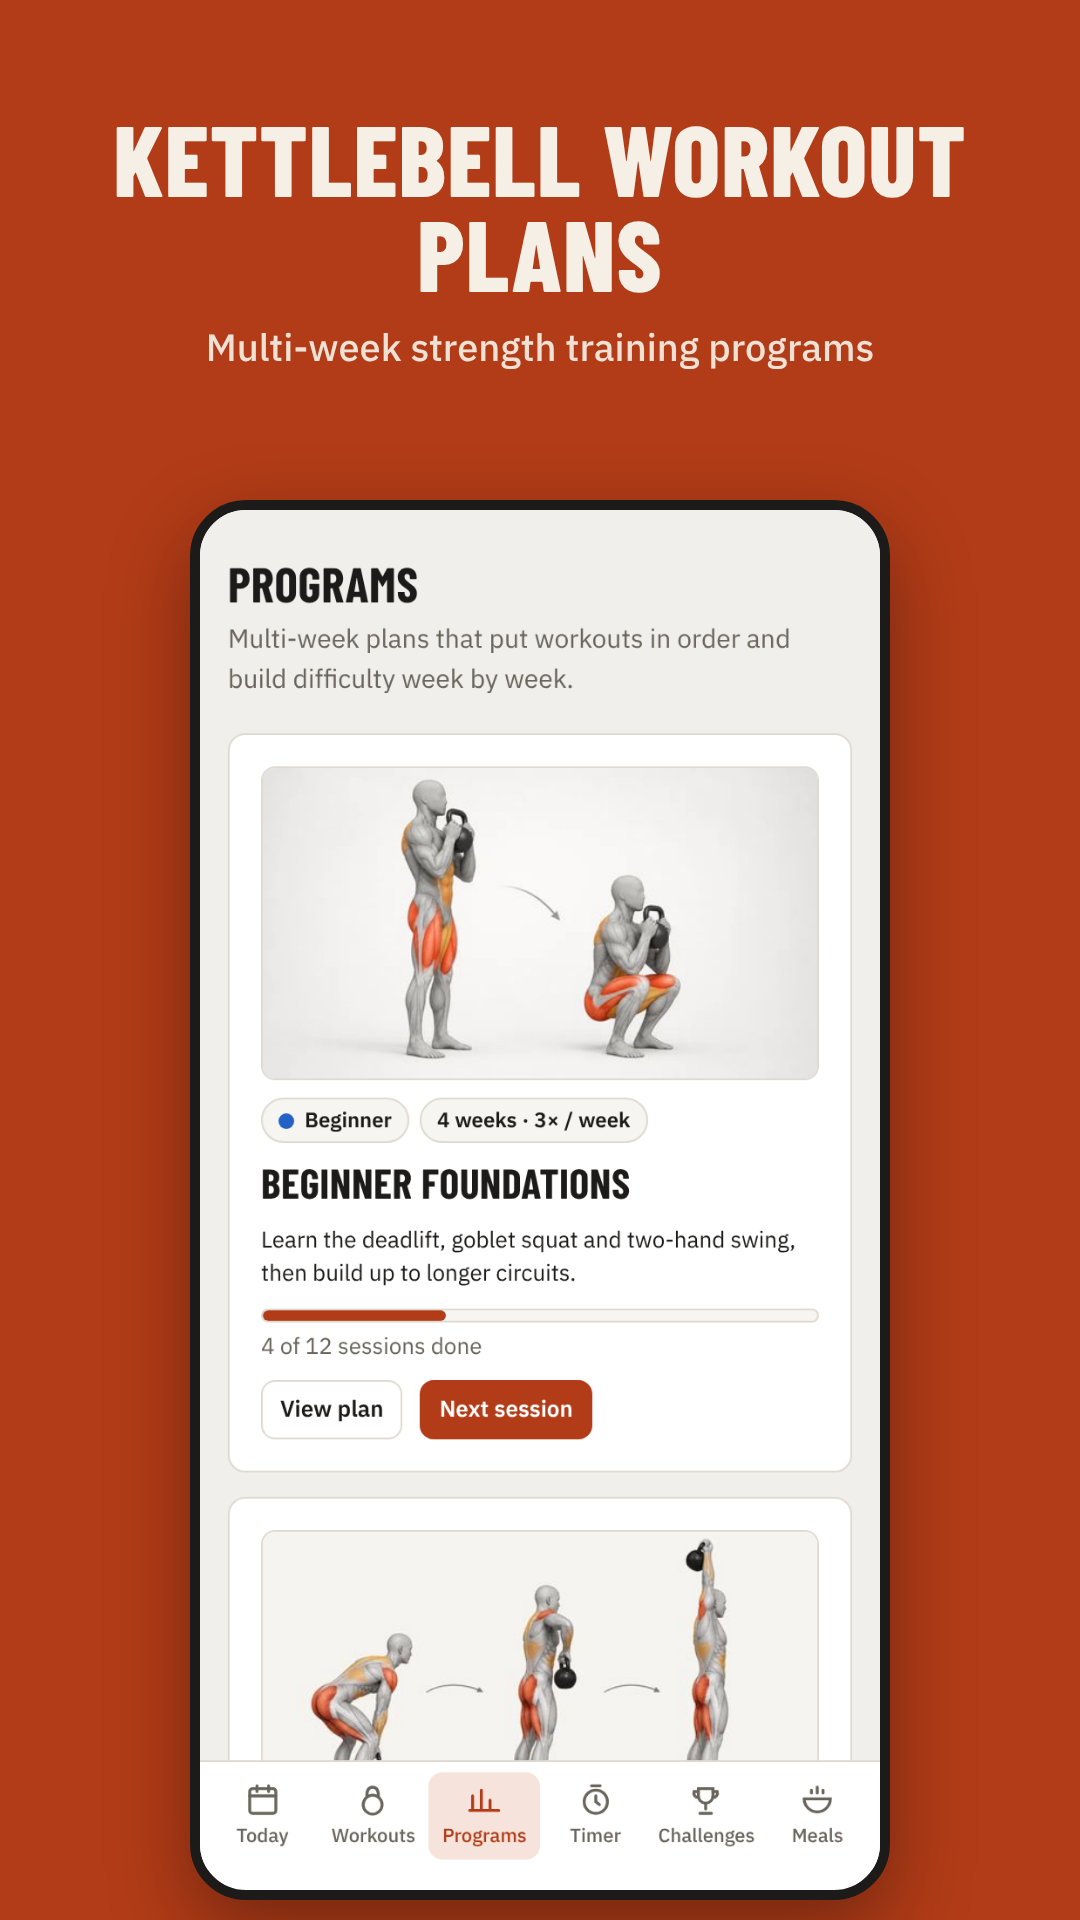 KETTLEBELL WORKOUT
PLANS
Multi-week strength training programs
PROGRAMS
Multi-week plans that put workouts in order and
build difficulty week by week.
Beginner
4 weeks · 3× / week
BEGINNER FOUNDATIONS
Learn the deadlift, goblet squat and two-hand swing,
then build up to longer circuits.
4 of 12 sessions done
View plan
Next session
Today
Workouts
Programs
Timer
Challenges
Meals